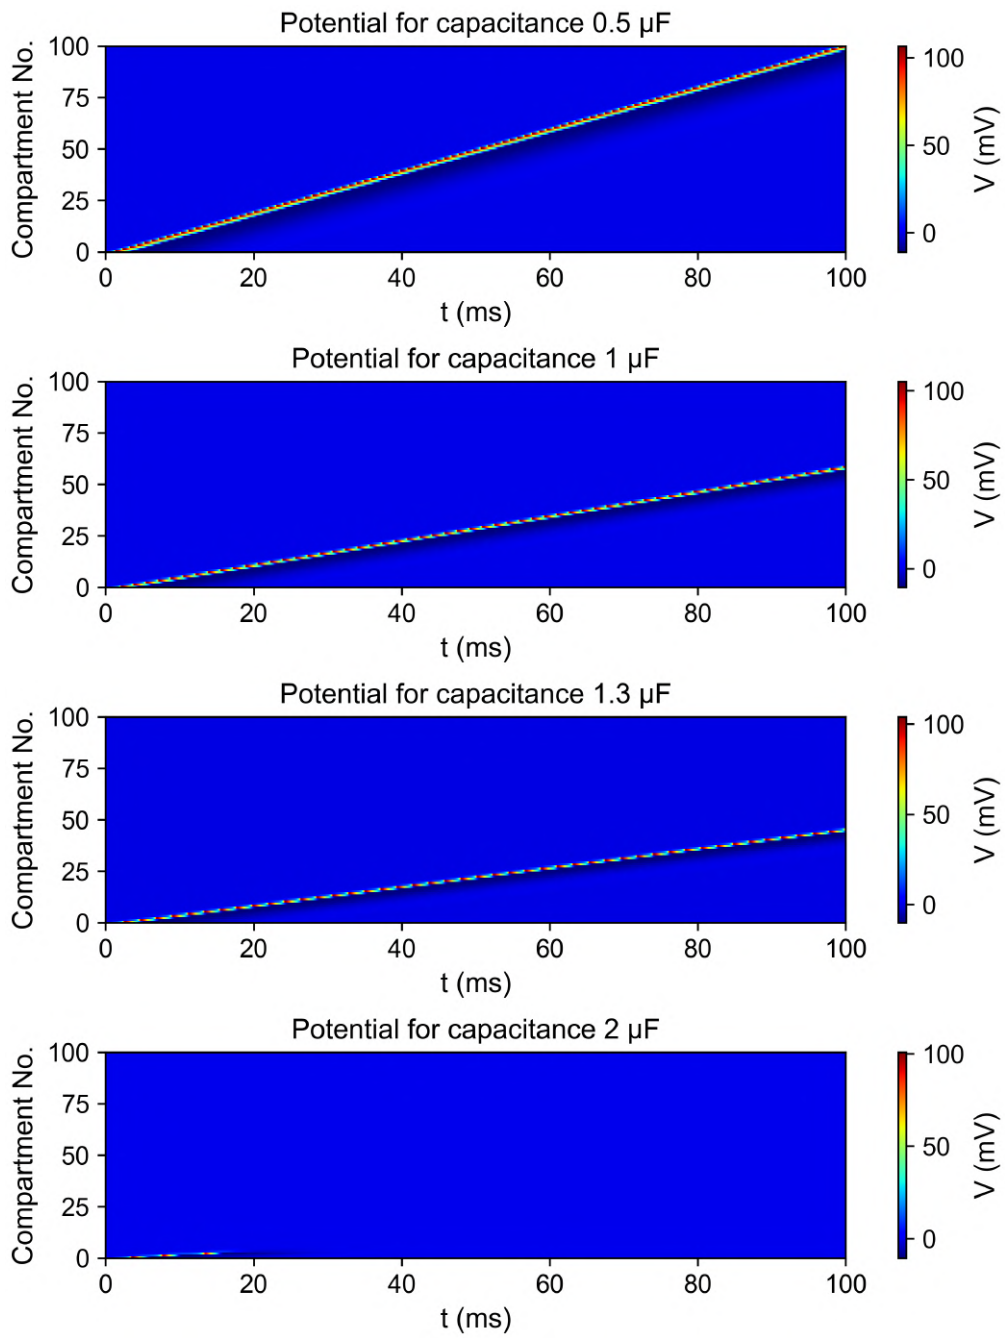 Potential for capacitance 0.5 µF
100
75
50
25
0
Compartment No.
0 20 40 60 80 100
t (ms)
100
50
0
V (mV)
Potential for capacitance 1 µF
100
75
50
25
0
Compartment No.
0 20 40 60 80 100
t (ms)
100
50
0
V (mV)
Potential for capacitance 1.3 µF
100
75
50
25
0
Compartment No.
0 20 40 60 80 100
t (ms)
100
50
0
V (mV)
Potential for capacitance 2 µF
100
75
50
25
0
Compartment No.
0 20 40 60 80 100
t (ms)
100
50
0
V (mV)